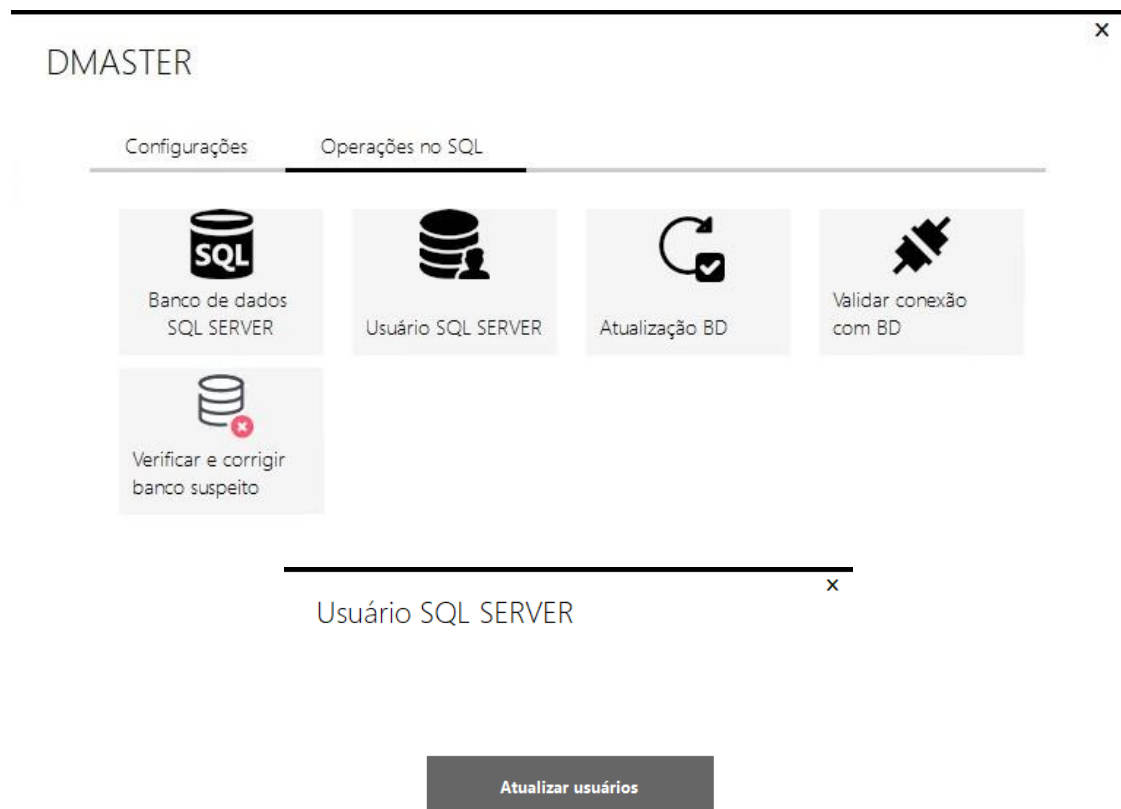 x
DMASTER
Configurações
Operações no SQL
SQL
Banco de dados
SQL SERVER
Usuário SQL SERVER
Atualização BD
Validar conexão
com BD
Verificar e corrigir
banco suspeito
x
Usuário SQL SERVER
Atualizar usuários